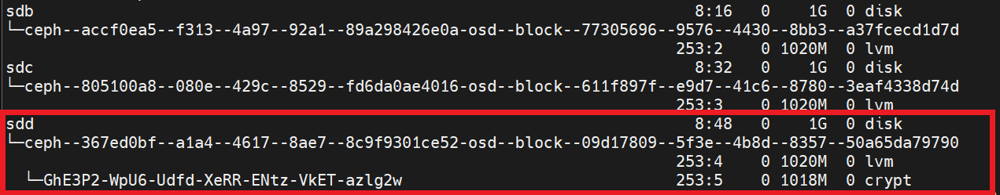 sdb 8:16 0 1G 0 disk
└─ceph--accf0ea5--f313--4a97--92a1--89a298426e0a-osd--block--77305696--9576--4430--8bb3--a37fcecd1d7d
253:2 0 1020M 0 lvm
sdc 8:32 0 1G 0 disk
└─ceph--805100a8--080e--429c--8529--fd6da0ae4016-osd--block--611f897f--e9d7--41c6--8780--3eaf4338d74d
253:3 0 1020M 0 lvm
sdd 8:48 0 1G 0 disk
└─ceph--367ed0bf--a1a4--4617--8ae7--8c9f9301ce52-osd--block--09d17809--5f3e--4b8d--8357--50a65da79790
253:4 0 1020M 0 lvm
└─GhE3P2-WpU6-Udfd-XeRR-ENtz-VkET-azlg2w 253:5 0 1018M 0 crypt